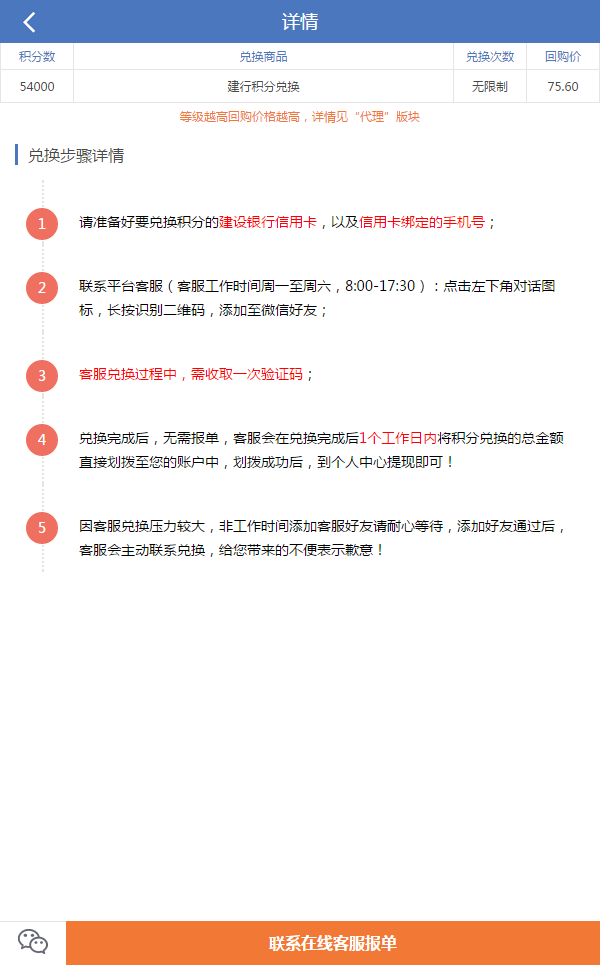 详情
积分数 兑换商品 兑换次数 回购价
54000 建行积分兑换 无限制 75.60
等级越高回购价格越高，详情见“代理”版块
兑换步骤详情
1 请准备好要兑换积分的建设银行信用卡，以及信用卡绑定的手机号；
2 联系平台客服（客服工作时间周一至周六，8:00-17:30）：点击左下角对话图
标，长按识别二维码，添加至微信好友；
3 客服兑换过程中，需收取一次验证码；
4 兑换完成后，无需报单，客服会在兑换完成后1个工作日内将积分兑换的总金额
直接划拨至您的账户中，划拨成功后，到个人中心提现即可！
5 因客服兑换压力较大，非工作时间添加客服好友请耐心等待，添加好友通过后，
客服会主动联系兑换，给您带来的不便表示歉意！
联系在线客服报单